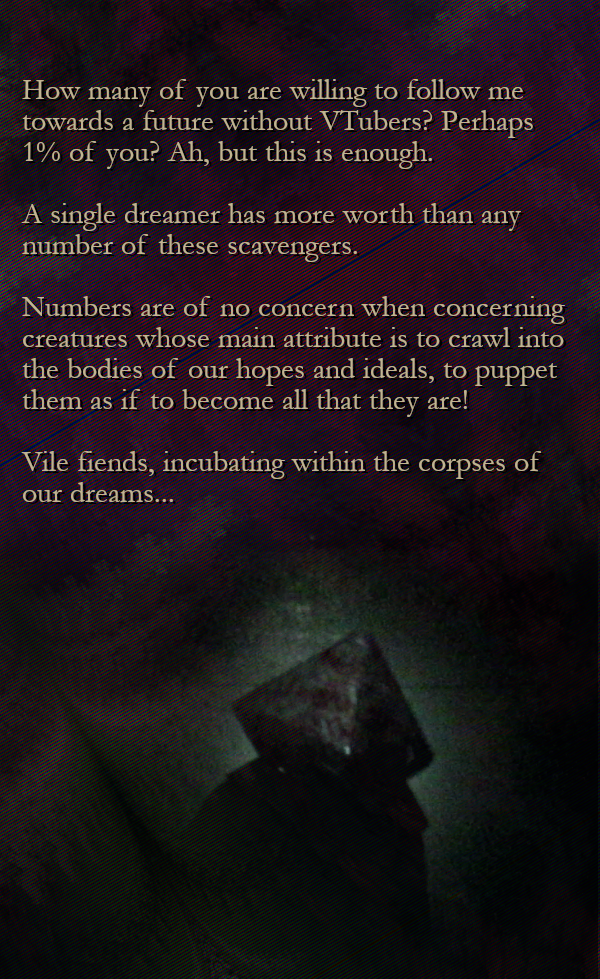 How many of you are willing to follow me
towards a future without VTubers? Perhaps
1% of you? Ah, but this is enough.
A single dreamer has more worth than any
number of these scavengers.
Numbers are of no concern when concerning
creatures whose main attribute is to crawl into
the bodies of our hopes and ideals, to puppet
them as if to become all that they are!
Vile fiends, incubating within the corpses of
our dreams...